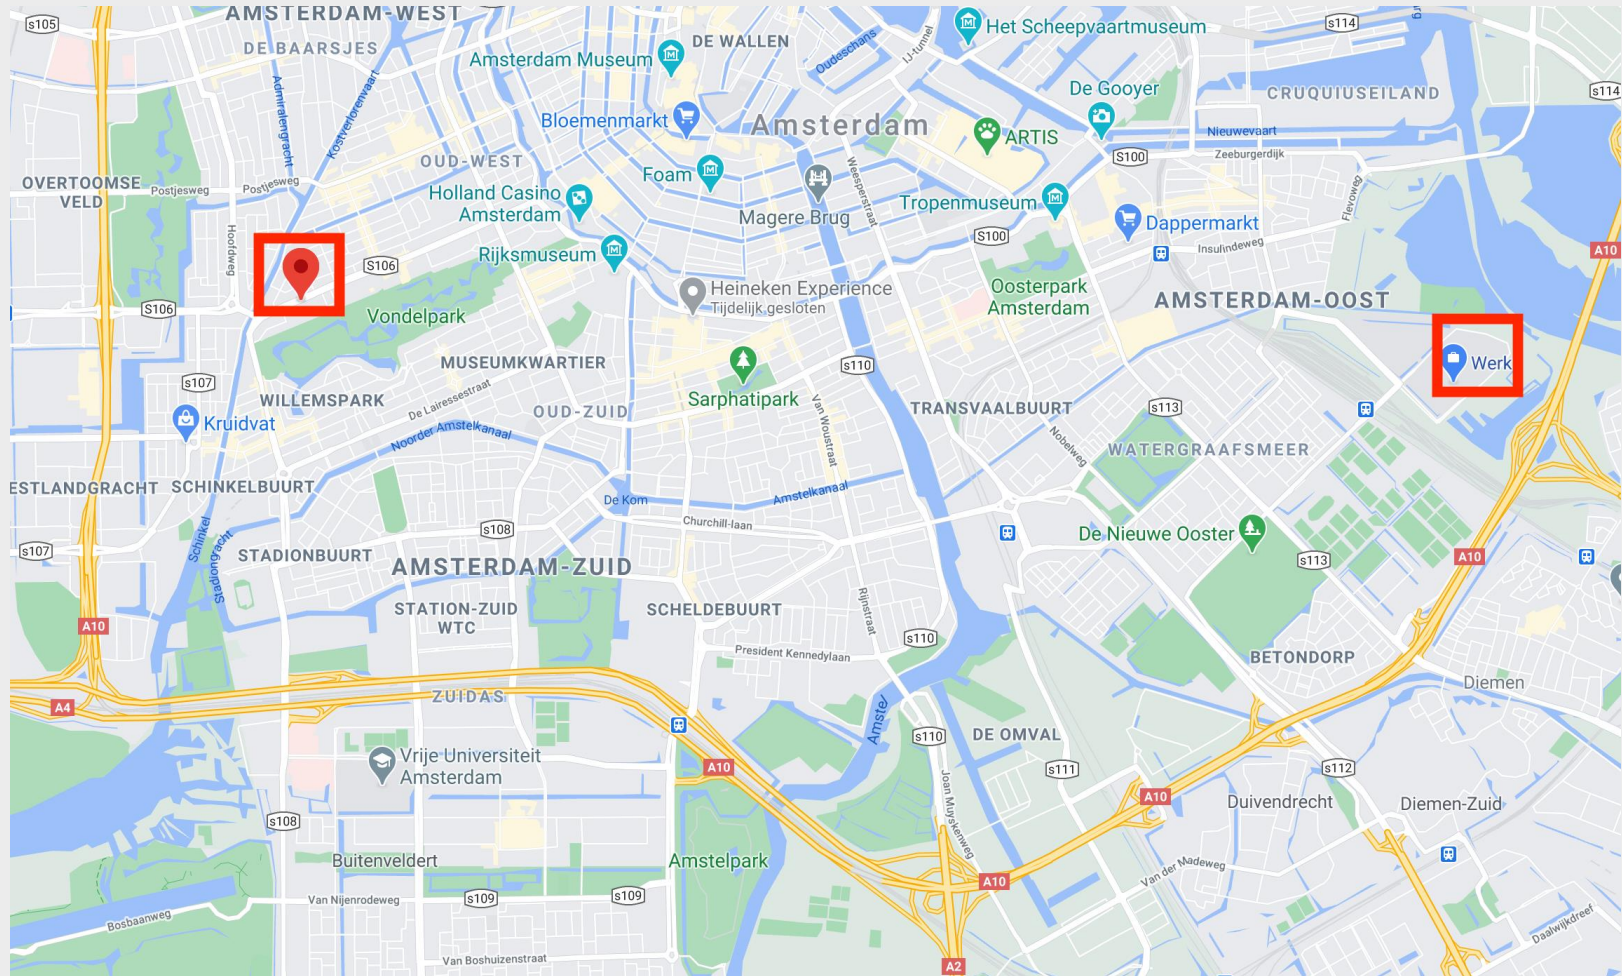 s105
AMSTERDAM-WEST
DE BAARSJES
Admiralengracht
Kostverlorenvaart
Amsterdam Museum
DE WALLEN
Oudeschans
IJ-tunnel
Het Scheepvaartmuseum
s114
s114
De Gooyer
CRUQUIUSEILAND
Bloemenmarkt
Amsterdam
ARTIS
Nieuwevaart
Zeeburgerdijk
S100
OUD-WEST
OVERTOOMSE
VELD
Postjesweg
Postjesweg
Holland Casino
Amsterdam
Foam
Magere Brug
Weesperstraat
Tropenmuseum
Dappermarkt
Flevoweg
S100
Insulindeweg
A10
Hoofdweg
Rijksmuseum
S106
S106
Vondelpark
Heineken Experience
Tijdelijk gesloten
Oosterpark
Amsterdam
AMSTERDAM-OOST
Werk
MUSEUMKWARTIER
s107
s110
Sarphatipark
WILLEMSPARK
De Lairessestraat
OUD-ZUID
Kruidvat
Noorder Amstelkanaal
Van Woustraat
TRANSVAALBUURT
s113
Nobelweg
WATERGRAAFSMEER
ESTLANDGRACHT
SCHINKELBUURT
De Kom
Amstelkanaal
Churchill-laan
s108
s107
Schinkel
Stadiongracht
STADIONBUURT
AMSTERDAM-ZUID
De Nieuwe Ooster
s113
A10
STATION-ZUID
WTC
SCHELDEBUURT
Rijnstraat
A10
s110
President Kennedylaan
BETONDORP
Diemen
ZUIDAS
A4
Amstel
s110
DE OMVAL
Vrije Universiteit
Amsterdam
A10
s111
s112
A10
Duivendrecht
Diemen-Zuid
s108
Joan Muyskenweg
Buitenveldert
Amstelpark
A10
Van der Madeweg
Van Nijenrodeweg
s109
s109
Bosbaanweg
Daalwijkdreef
Van Boshuizenstraat
A2